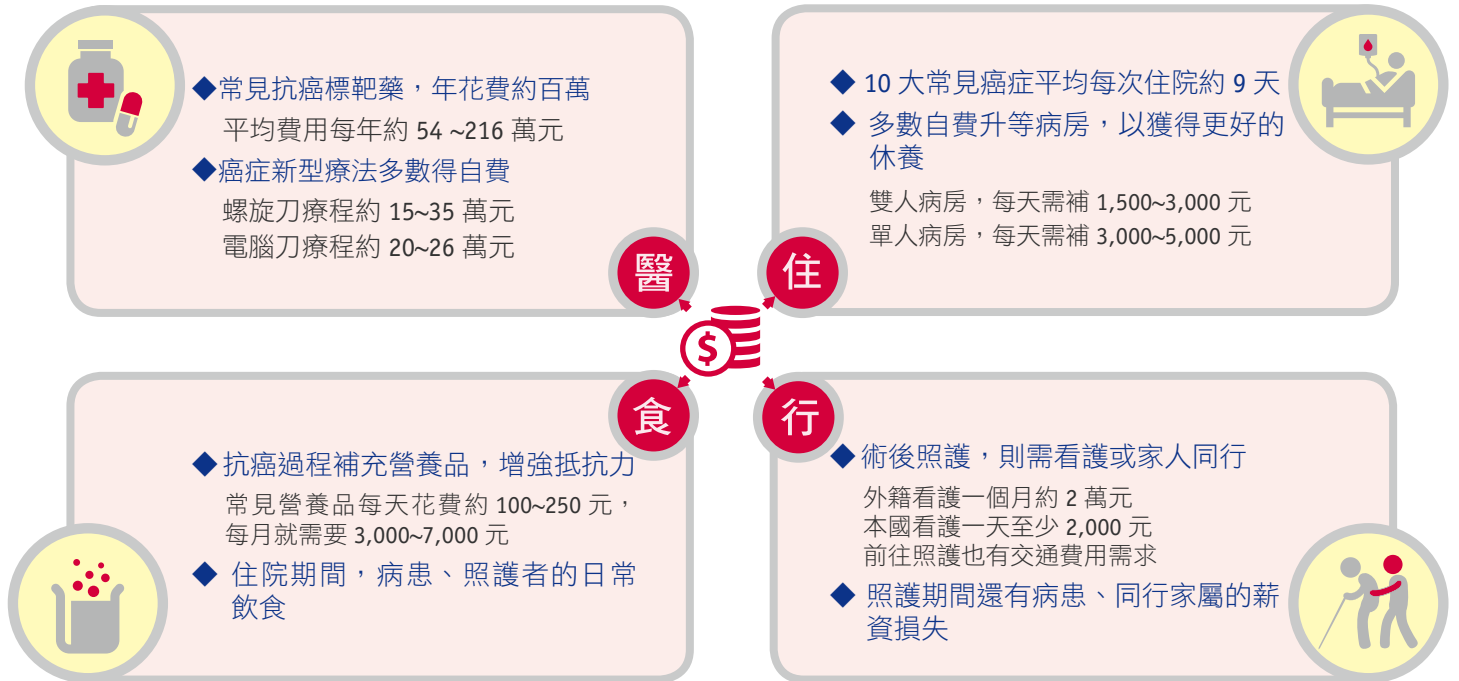 ◆常見抗癌標靶藥，年花費約百萬
平均費用每年約 54 ~216 萬元
◆癌症新型療法多數得自費
螺旋刀療程約 15~35 萬元
電腦刀療程約 20~26 萬元
醫
◆ 10 大常見癌症平均每次住院約 9 天
◆ 多數自費升等病房，以獲得更好的
休養
雙人病房，每天需補 1,500~3,000 元
單人病房，每天需補 3,000~5,000 元
住
$
食
◆抗癌過程補充營養品，增強抵抗力
常見營養品每天花費約 100~250 元，
每月就需要 3,000~7,000 元
◆ 住院期間，病患、照護者的日常
飲食
行
◆ 術後照護，則需看護或家人同行
外籍看護一個月約 2 萬元
本國看護一天至少 2,000 元
前往照護也有交通費用需求
◆ 照護期間還有病患、同行家屬的薪
資損失